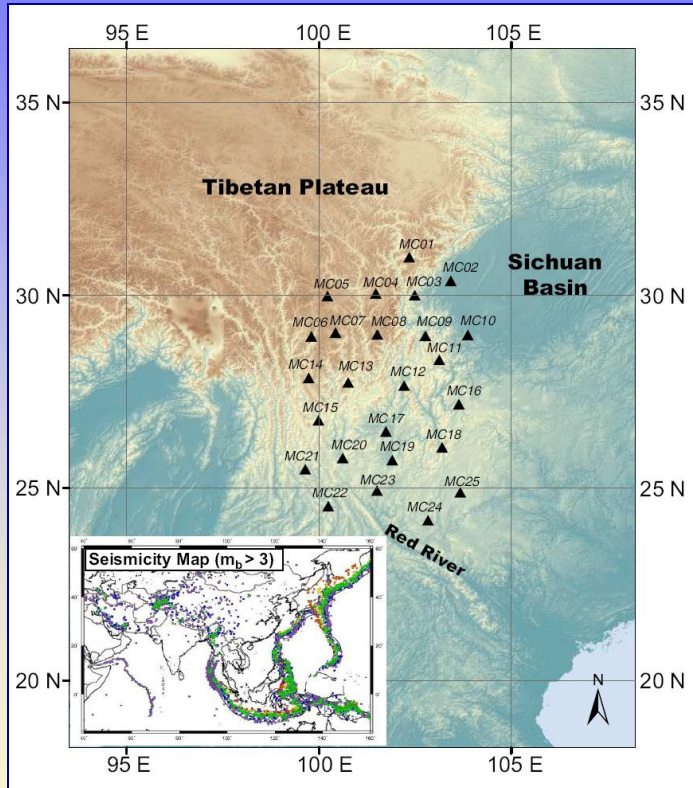 95 E 100 E 105 E
35 N 35 N
Tibetan Plateau
MC01
MC02
Sichuan
Basin
MC05 MC04 MC03
30 N 30 N
MC06 MC07 MC08 MC09 MC10
MC11
MC14 MC13 MC12
MC16
MC15
MC17
MC18
MC21 MC20 MC19
25 N 25 N
MC22 MC23 MC24 MC25
Red River
Seismicity Map (mb > 3)
20 N 20 N
N
95 E 100 E 105 E